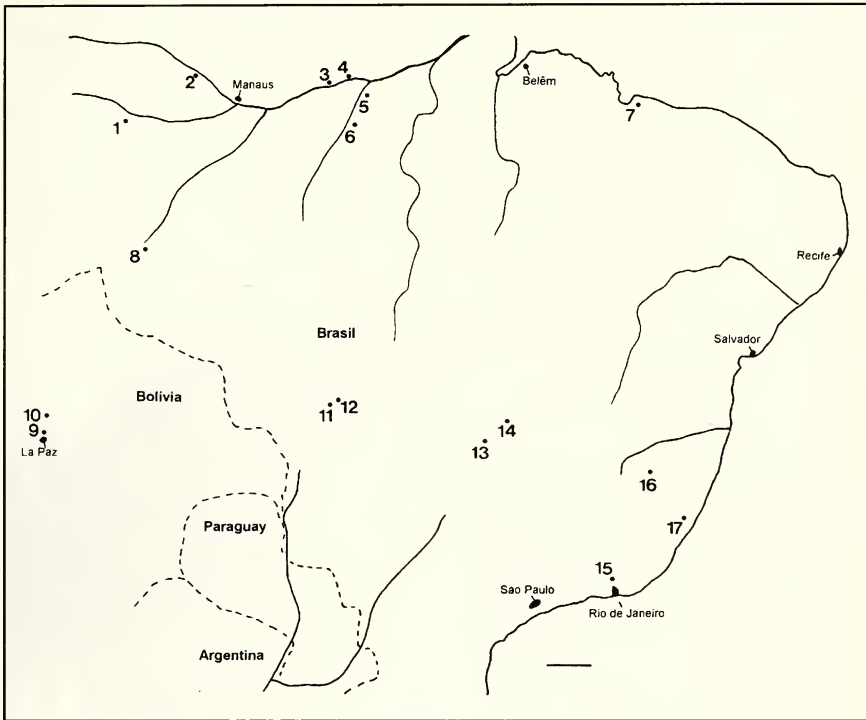 4
3
2
Manaus
Belêm
5
7
1
6
8
Recife
Brasil
Salvador
Bolivia
10
11
12
9
La Paz
14
13
16
Paraguay
17
15
Sao Paulo
Rio de Janeiro
Argentina